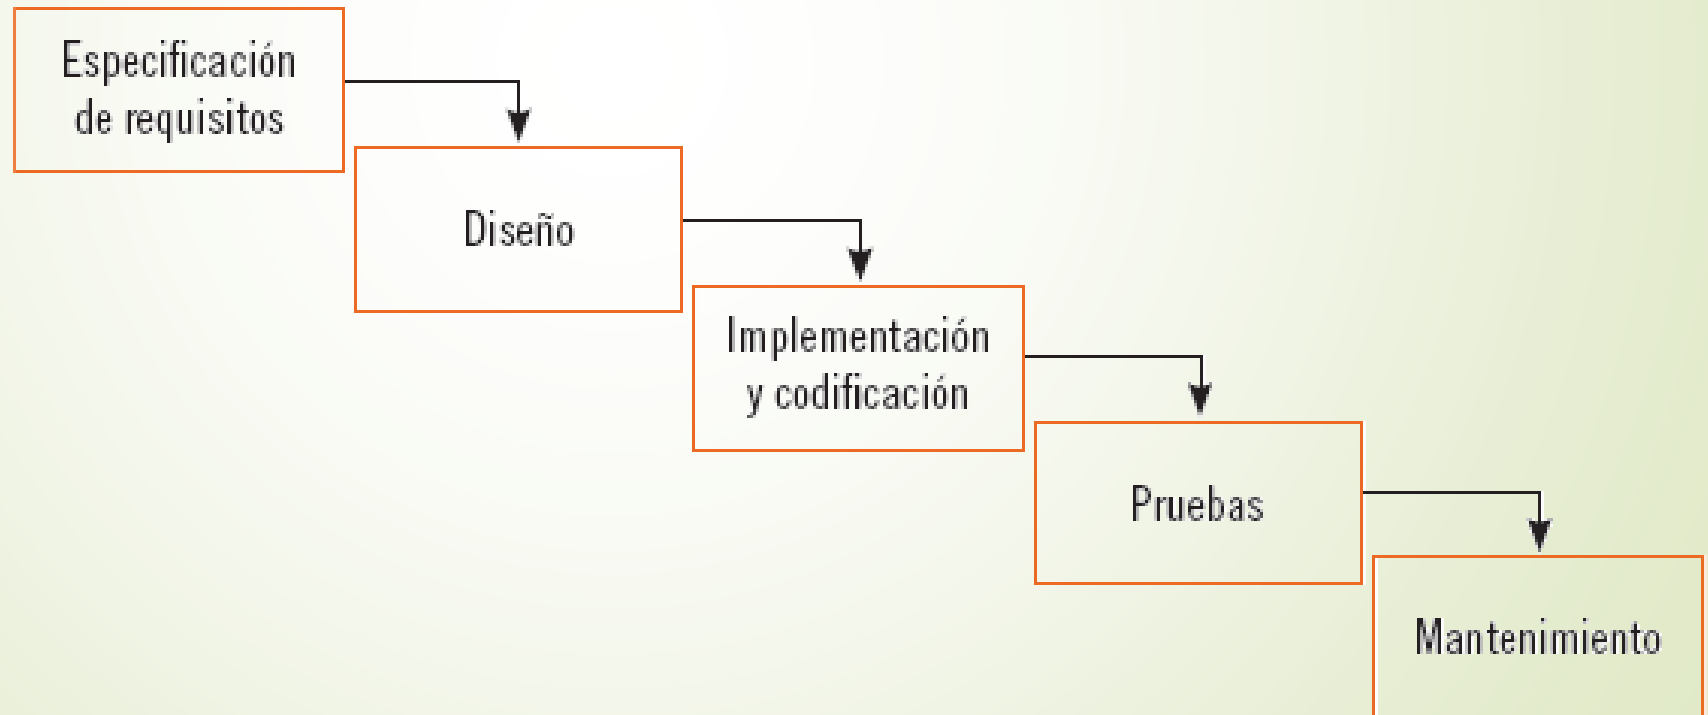 Especificación
de requisitos
Diseño
Implementación
y codificación
Pruebas
Mantenimiento